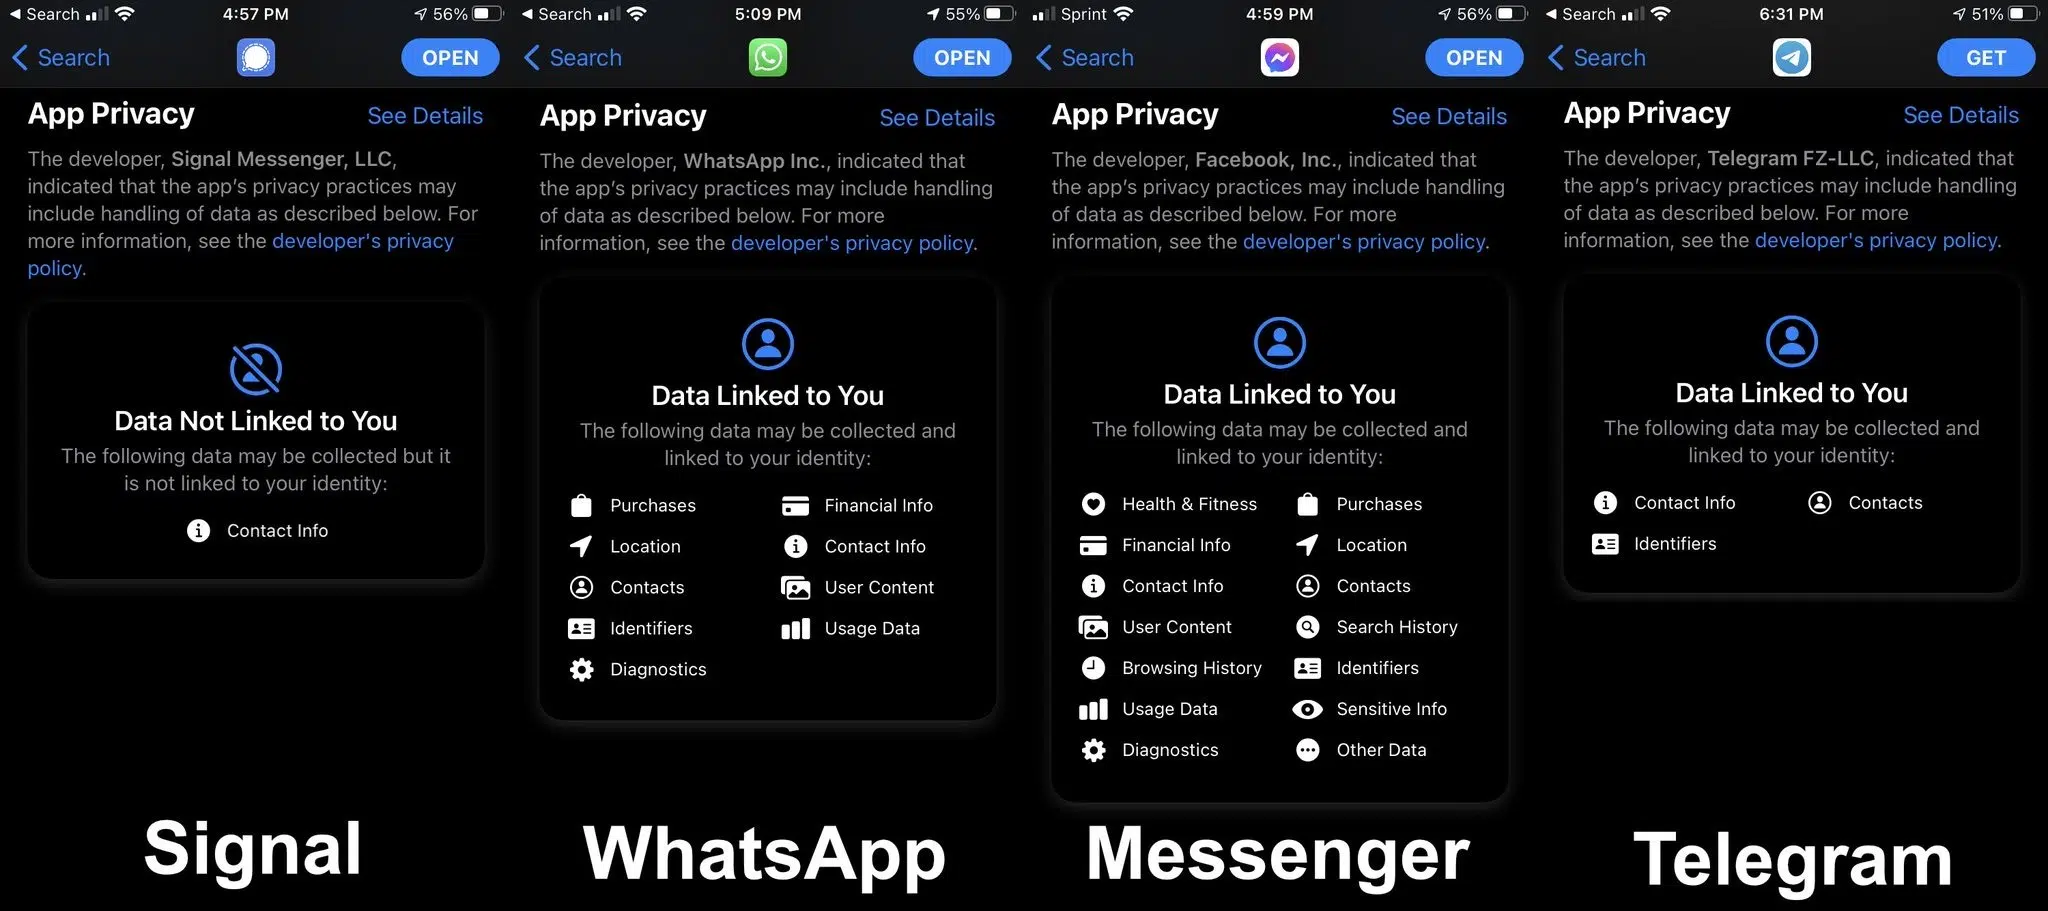 Search
4:57 PM
56%
Search
OPEN
App Privacy
See Details
The developer, Signal Messenger, LLC,
indicated that the app's privacy practices may
include handling of data as described below. For
more information, see the developer's privacy
policy.
Data Not Linked to You
The following data may be collected but it
is not linked to your identity:
Contact Info
Signal
Search
5:09 PM
55%
Search
OPEN
App Privacy
See Details
The developer, WhatsApp Inc., indicated that
the app's privacy practices may include handling
of data as described below. For more
information, see the developer's privacy policy.
Data Linked to You
The following data may be collected and
linked to your identity:
Purchases
Financial Info
Location
Contact Info
Contacts
User Content
Identifiers
Usage Data
Diagnostics
WhatsApp
Sprint
4:59 PM
56%
Search
OPEN
App Privacy
See Details
The developer, Facebook, Inc., indicated that
the app's privacy practices may include handling
of data as described below. For more
information, see the developer's privacy policy.
Data Linked to You
The following data may be collected and
linked to your identity:
Health & Fitness
Purchases
Financial Info
Location
Contact Info
Contacts
User Content
Search History
Browsing History
Identifiers
Usage Data
Sensitive Info
Diagnostics
Other Data
Messenger
Search
6:31 PM
51%
Search
GET
App Privacy
See Details
The developer, Telegram FZ-LLC, indicated that
the app's privacy practices may include handling
of data as described below. For more
information, see the developer's privacy policy.
Data Linked to You
The following data may be collected and
linked to your identity:
Contact Info
Contacts
Identifiers
Telegram